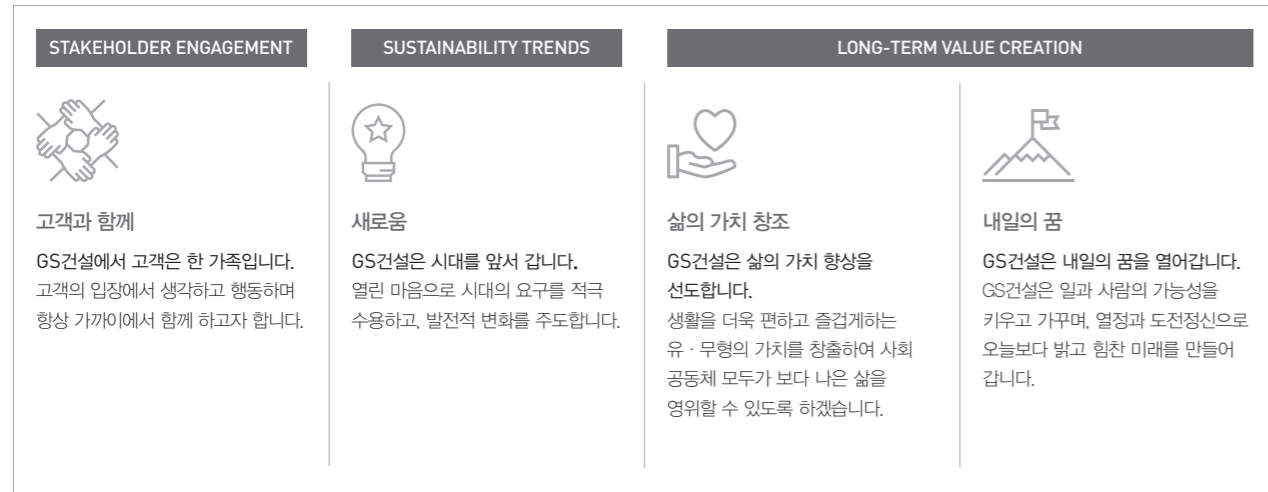 STAKEHOLDER ENGAGEMENT
고객과 함께
GS건설에서 고객은 한 가족입니다.
고객의 입장에서 생각하고 행동하며
항상 가까이에서 함께 하고자 합니다.
SUSTAINABILITY TRENDS
새로움
GS건설은 시대를 앞서 갑니다.
열린 마음으로 시대의 요구를 적극
수용하고, 발전적 변화를 주도합니다.
LONG-TERM VALUE CREATION
삶의 가치 창조
GS건설은 삶의 가치 향상을
선도합니다.
생활을 더욱 편하고 즐겁게하는
유 · 무형의 가치를 창출하여 사회
공동체 모두가 보다 나은 삶을
영위할 수 있도록 하겠습니다.
내일의 꿈
GS건설은 내일의 꿈을 열어갑니다.
GS건설은 일과 사람의 가능성을
키우고 가꾸며, 열정과 도전정신으로
오늘보다 밝고 힘찬 미래를 만들어
갑니다.